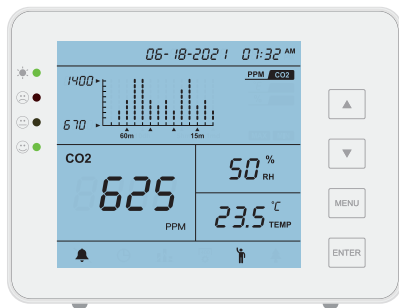 06-18-2021 07:32 AM
PPM CO2
1400
670
60m 15m
CO2
625
PPM
50 % RH
23.5 °C TEMP
MENU
ENTER